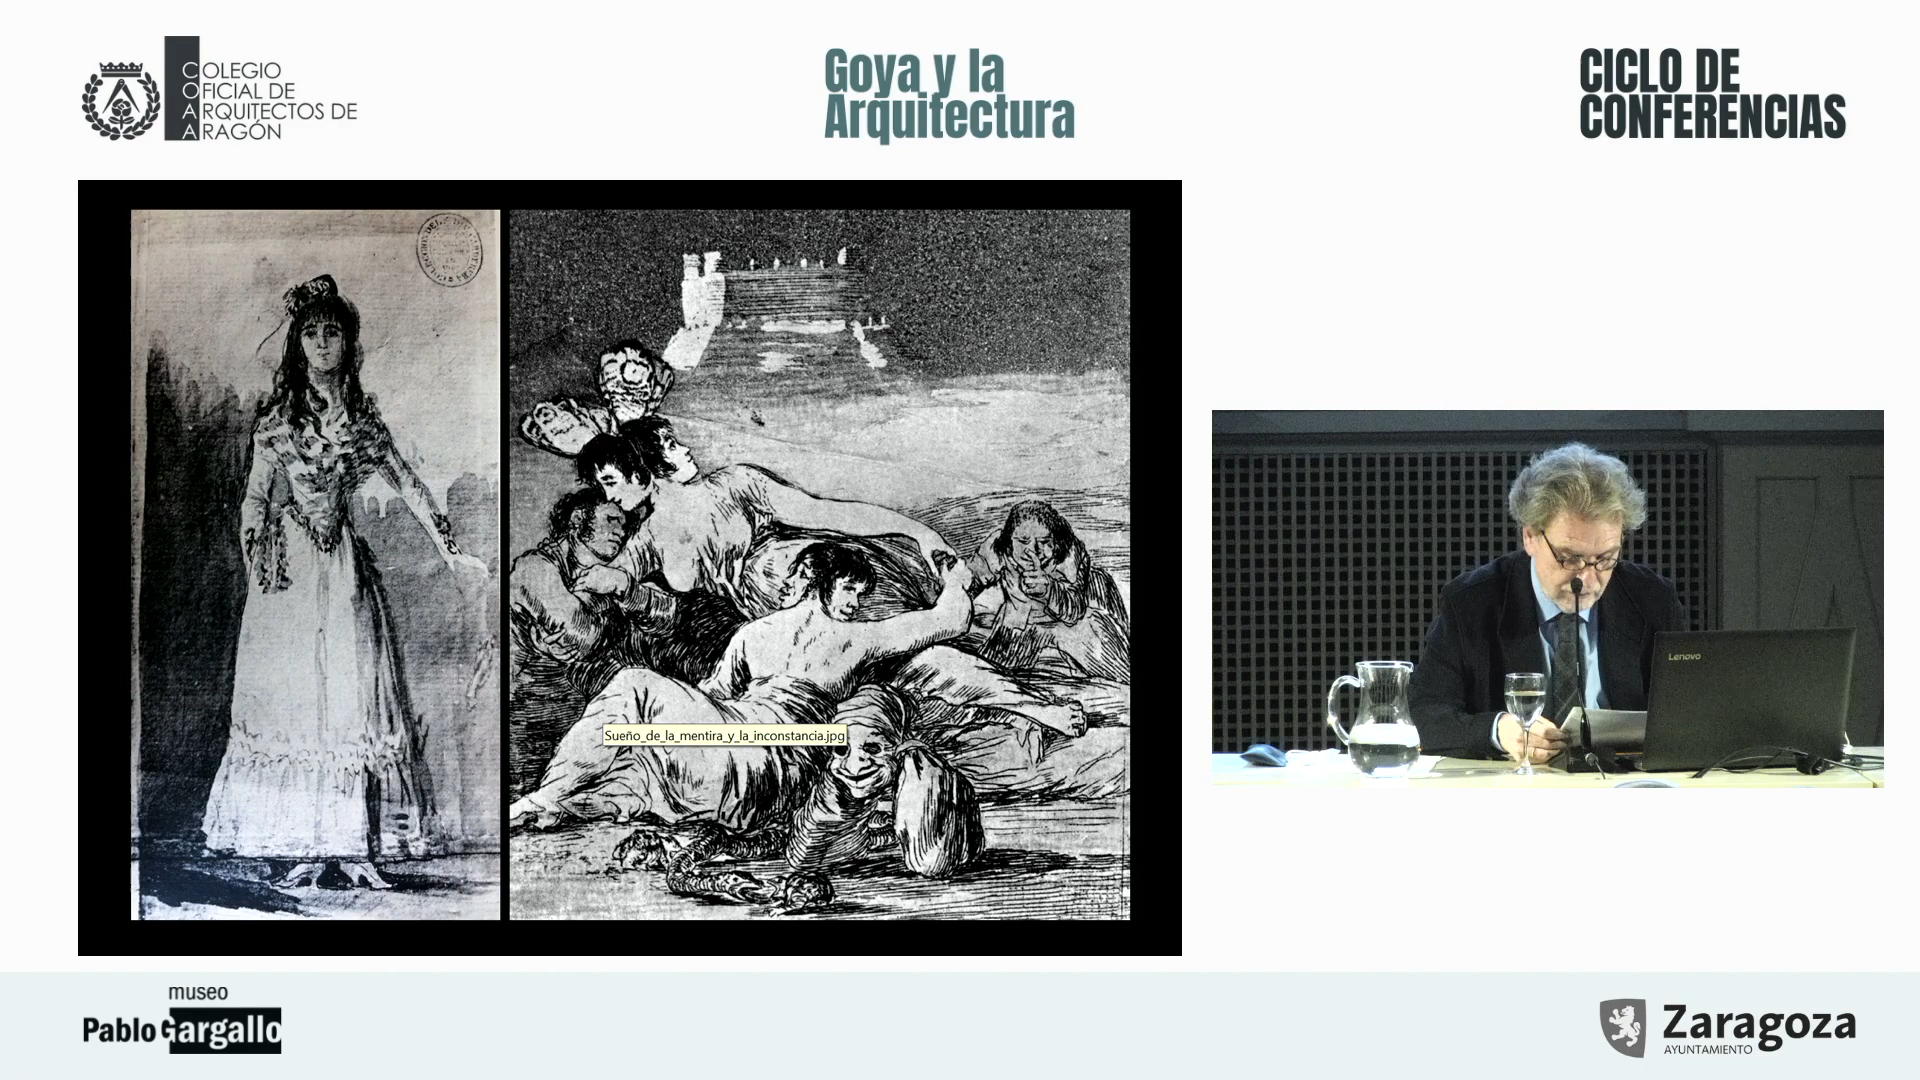 COLEGIO
OFICIAL DE
ARQUITECTOS DE
ARAGÓN
Goya y la
Arquitectura
CICLO DE
CONFERENCIAS
Sueño_de_la_mentira_y_la_inconstancia.jpg
Lenovo
museo
Pablo Gargallo
Zaragoza
AYUNTAMIENTO